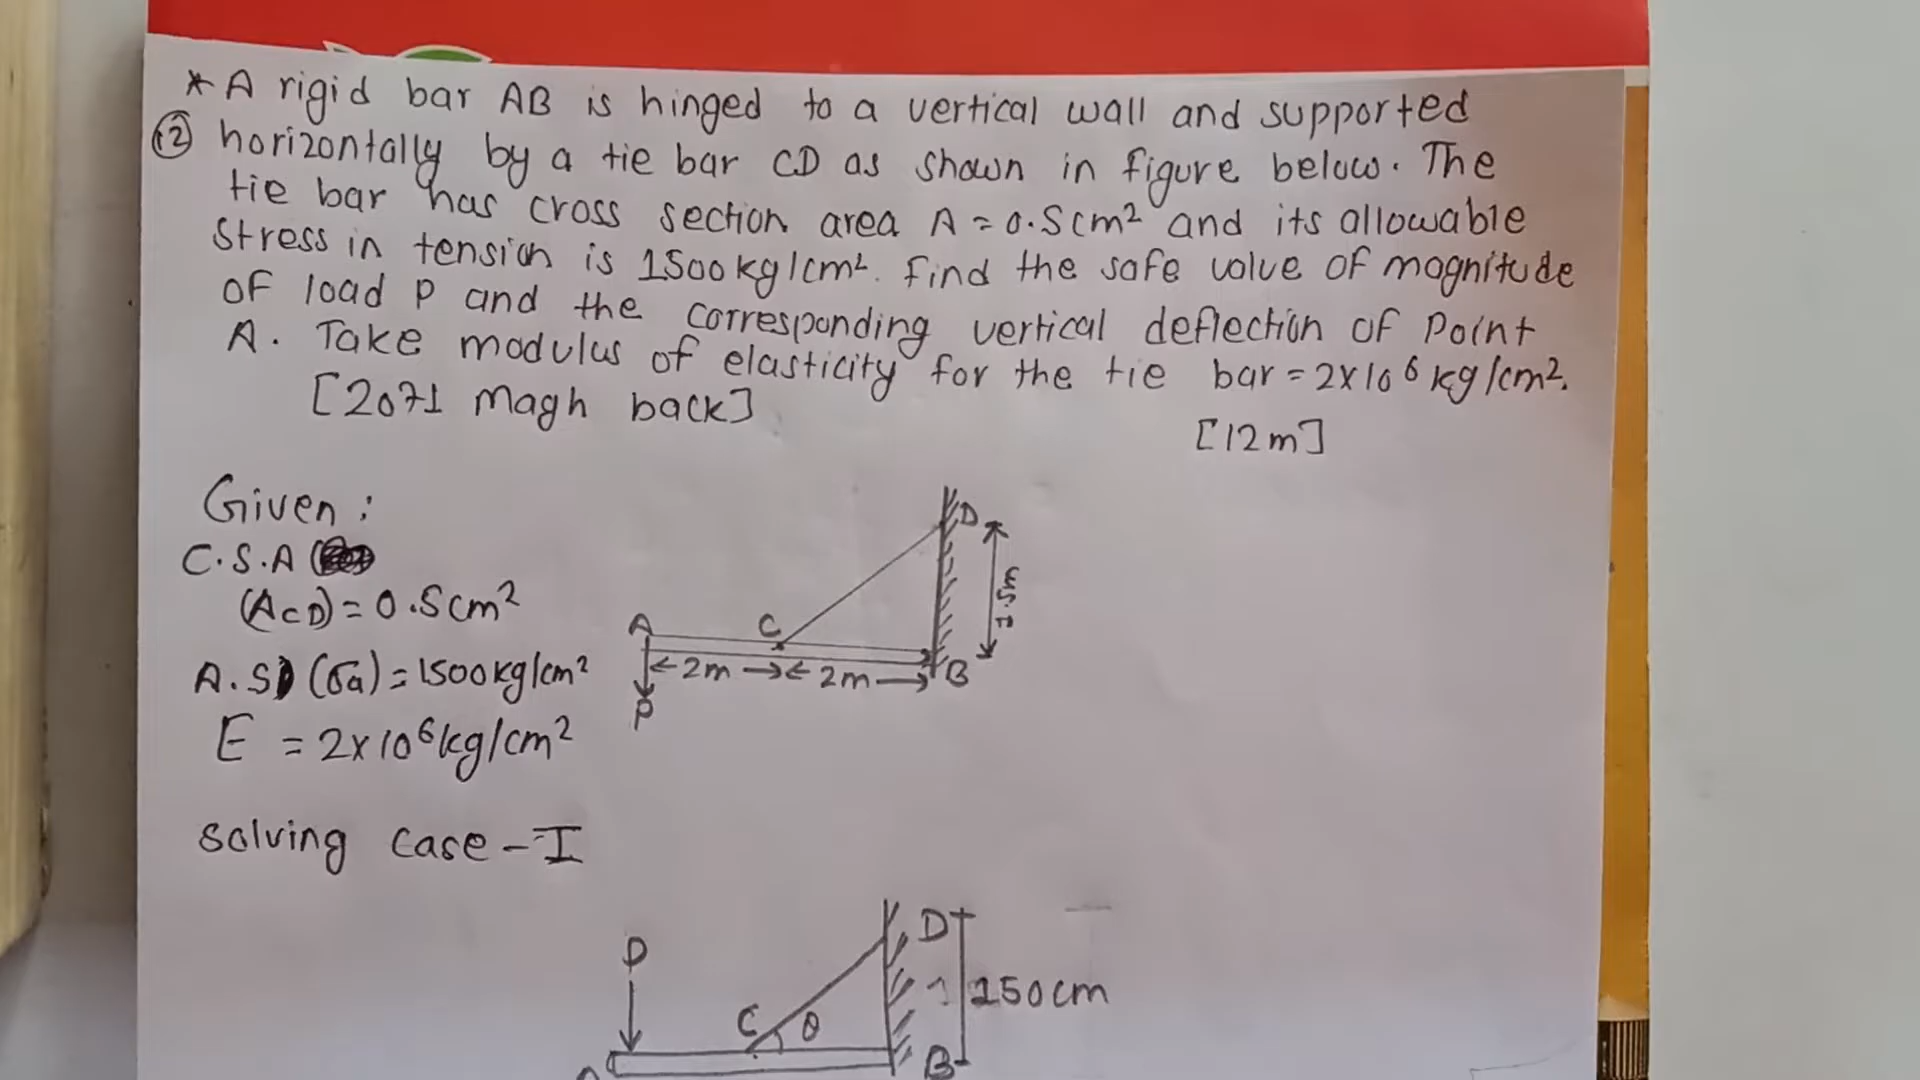 * A rigid bar AB is hinged to a vertical wall and supported
12 horizontally by a tie bar CD as shown in figure below. The
tie bar has cross section area A = 0.5cm² and its allowable
stress in tension is 1500kg/cm². find the safe value of magnitude
of load P and the corresponding vertical deflection of Point
A. Take modulus of elasticity for the tie bar = 2×10⁶ kg/cm².
[2071 magh back]
[12m]
Given :
C.S.A
(ACD) = 0.5cm²
A.S (σa) = 1500kg/cm²
E = 2×10⁶kg/cm²
D
A
C
1.5m
2m
2m
B
P
solving case - I
D
P
150cm
C
θ
B